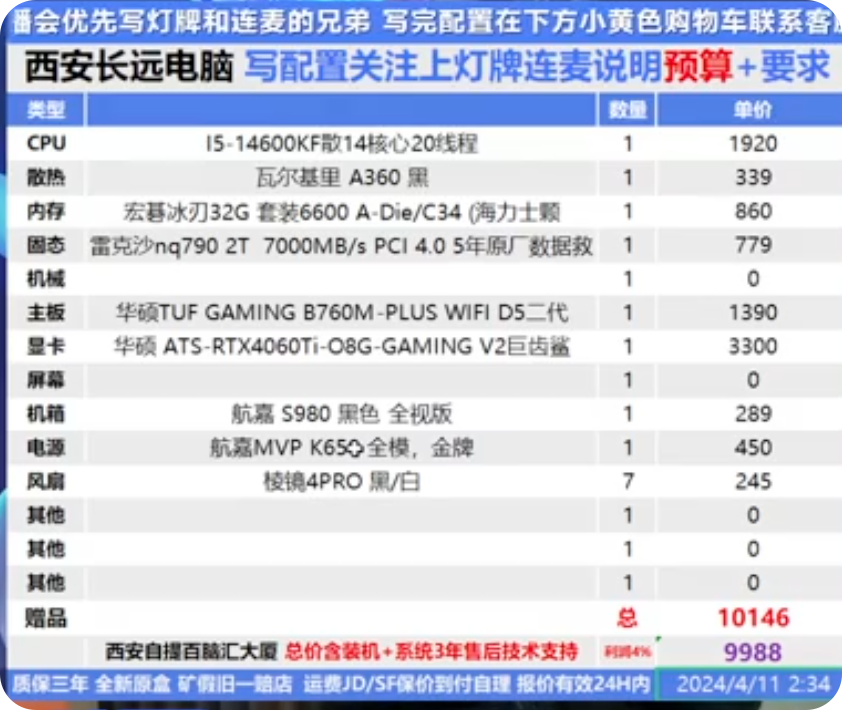 播会优先写灯牌和连麦的兄弟 写完配置在下方小黄色购物车联系客服
西安长远电脑 写配置关注上灯牌连麦说明预算+要求
类型 数量 单价
CPU I5-14600KF散14核心20线程 1 1920
散热 瓦尔基里 A360 黑 1 339
内存 宏碁冰刃32G 套装6600 A-Die/C34 (海力士颗 1 860
固态 雷克沙nq790 2T 7000MB/s PCI 4.0 5年原厂数据救 1 779
机械 1 0
主板 华硕TUF GAMING B760M-PLUS WIFI D5二代 1 1390
显卡 华硕 ATS-RTX4060Ti-O8G-GAMING V2巨齿鲨 1 3300
屏幕 1 0
机箱 航嘉 S980 黑色 全视版 1 289
电源 航嘉MVP K650全模，金牌 1 450
风扇 棱镜4PRO 黑/白 7 245
其他 1 0
其他 1 0
其他 1 0
赠品 总 10146
西安自提百脑汇大厦 总价含装机+系统3年售后技术支持 利润4% 9988
质保三年 全新原盒 矿假旧一赔店 运费JD/SF保价到付自理 报价有效24H内 2024/4/11 2:34